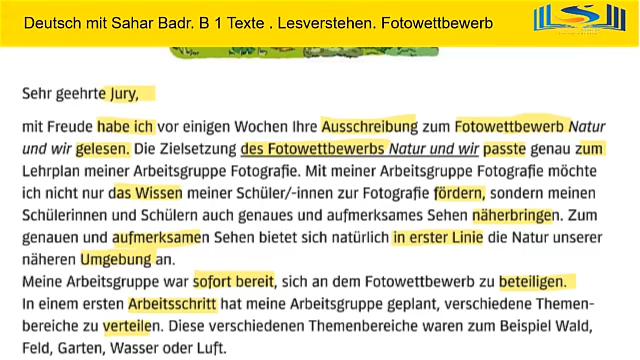 Deutsch mit Sahar Badr. B 1 Texte . Lesverstehen. Fotowettbewerb
Sehr geehrte Jury,
mit Freude habe ich vor einigen Wochen Ihre Ausschreibung zum Fotowettbewerb Natur
und wir gelesen. Die Zielsetzung des Fotowettbewerbs Natur und wir passte genau zum
Lehrplan meiner Arbeitsgruppe Fotografie. Mit meiner Arbeitsgruppe Fotografie möchte
ich nicht nur das Wissen meiner Schüler/-innen zur Fotografie fördern, sondern meinen
Schülerinnen und Schülern auch genaues und aufmerksames Sehen näherbringen. Zum
genauen und aufmerksamen Sehen bietet sich natürlich in erster Linie die Natur unserer
näheren Umgebung an.
Meine Arbeitsgruppe war sofort bereit, sich an dem Fotowettbewerb zu beteiligen.
In einem ersten Arbeitsschritt hat meine Arbeitsgruppe geplant, verschiedene Themen-
bereiche zu verteilen. Diese verschiedenen Themenbereiche waren zum Beispiel Wald,
Feld, Garten, Wasser oder Luft.